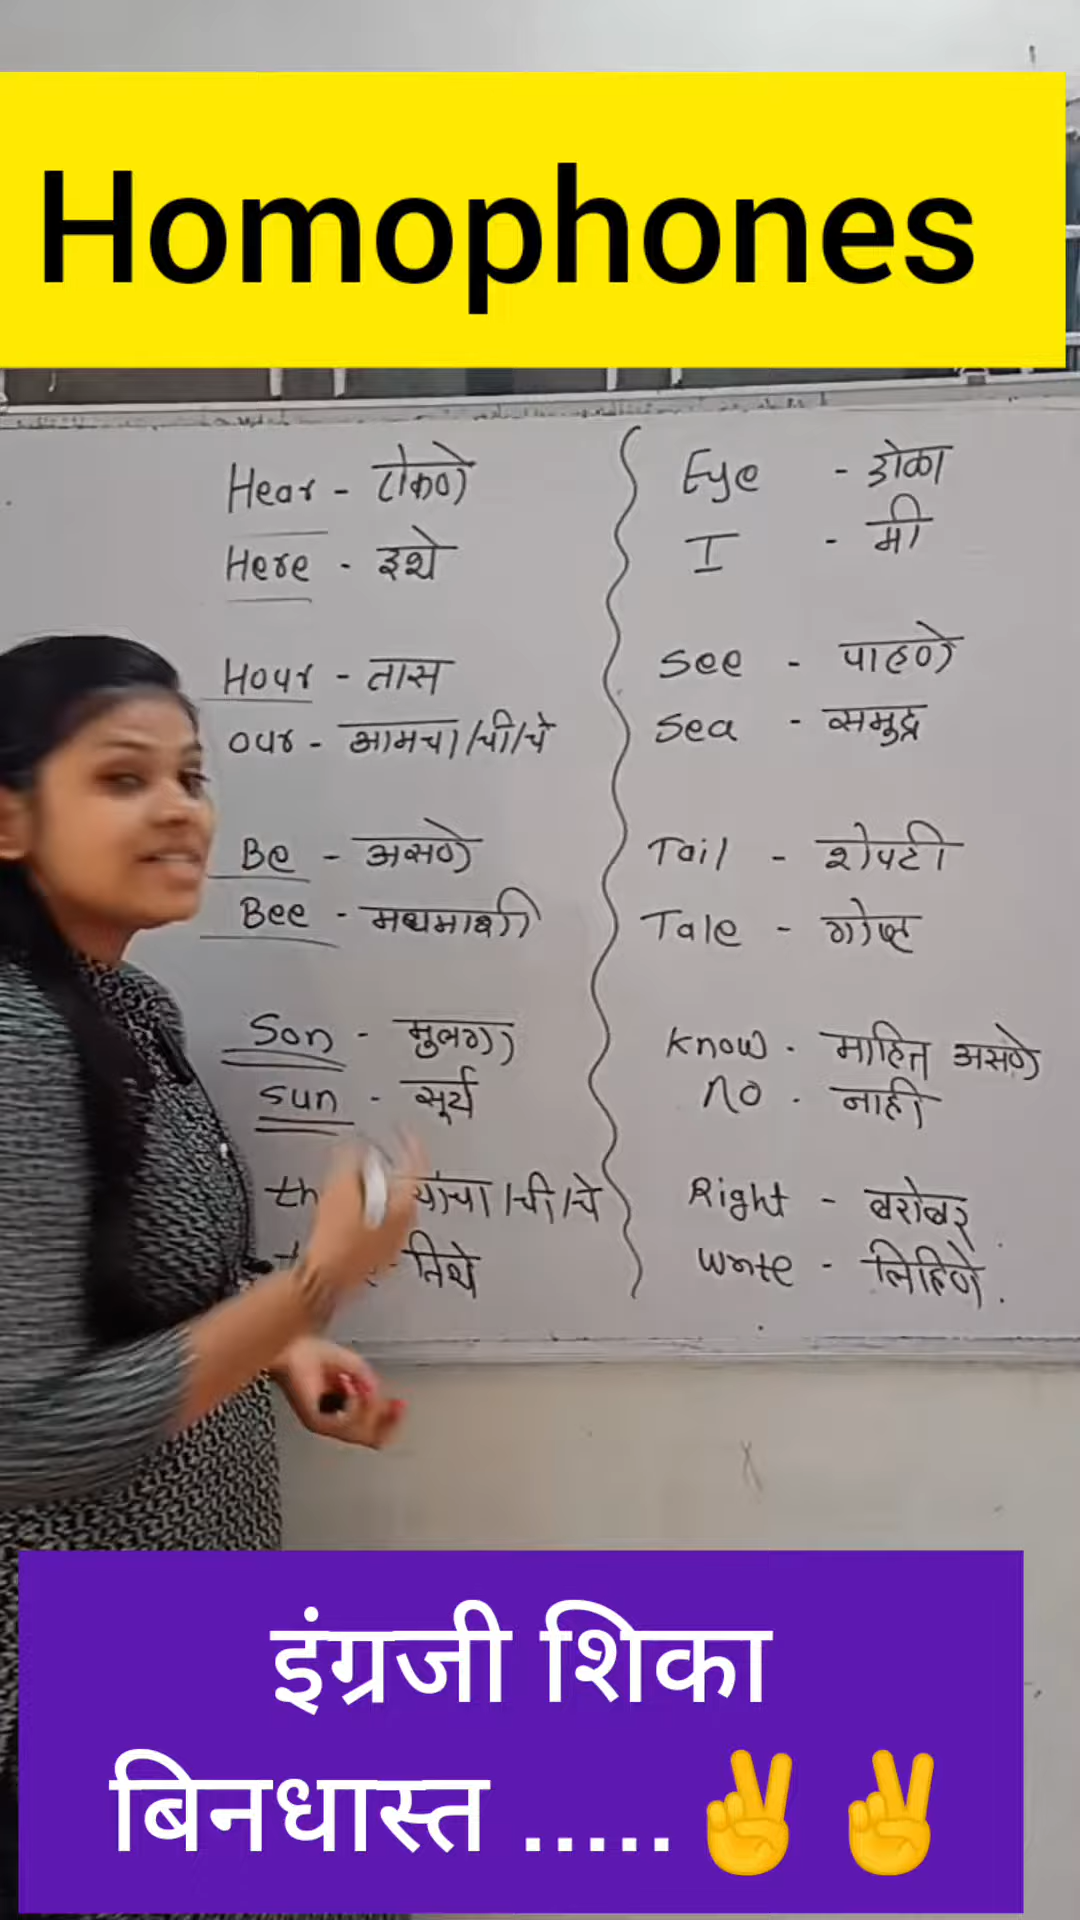 Homophones
Hear - ऐकणे
Here - इथे
Hour - तास
our - आमचा/ची/चे
Be - असणे
Bee - मधमाशी
Son - मुलगा
Sun - सूर्य
चा/ची/चे
- तिथे
Eye - डोळा
I - मी
See - पाहणे
Sea - समुद्र
Tail - शेपटी
Tale - गोष्ट
Know - माहित असणे
No - नाही
Right - बरोबर
Write - लिहिणे.
इंग्रजी शिका
बिनधास्त .....✌️✌️